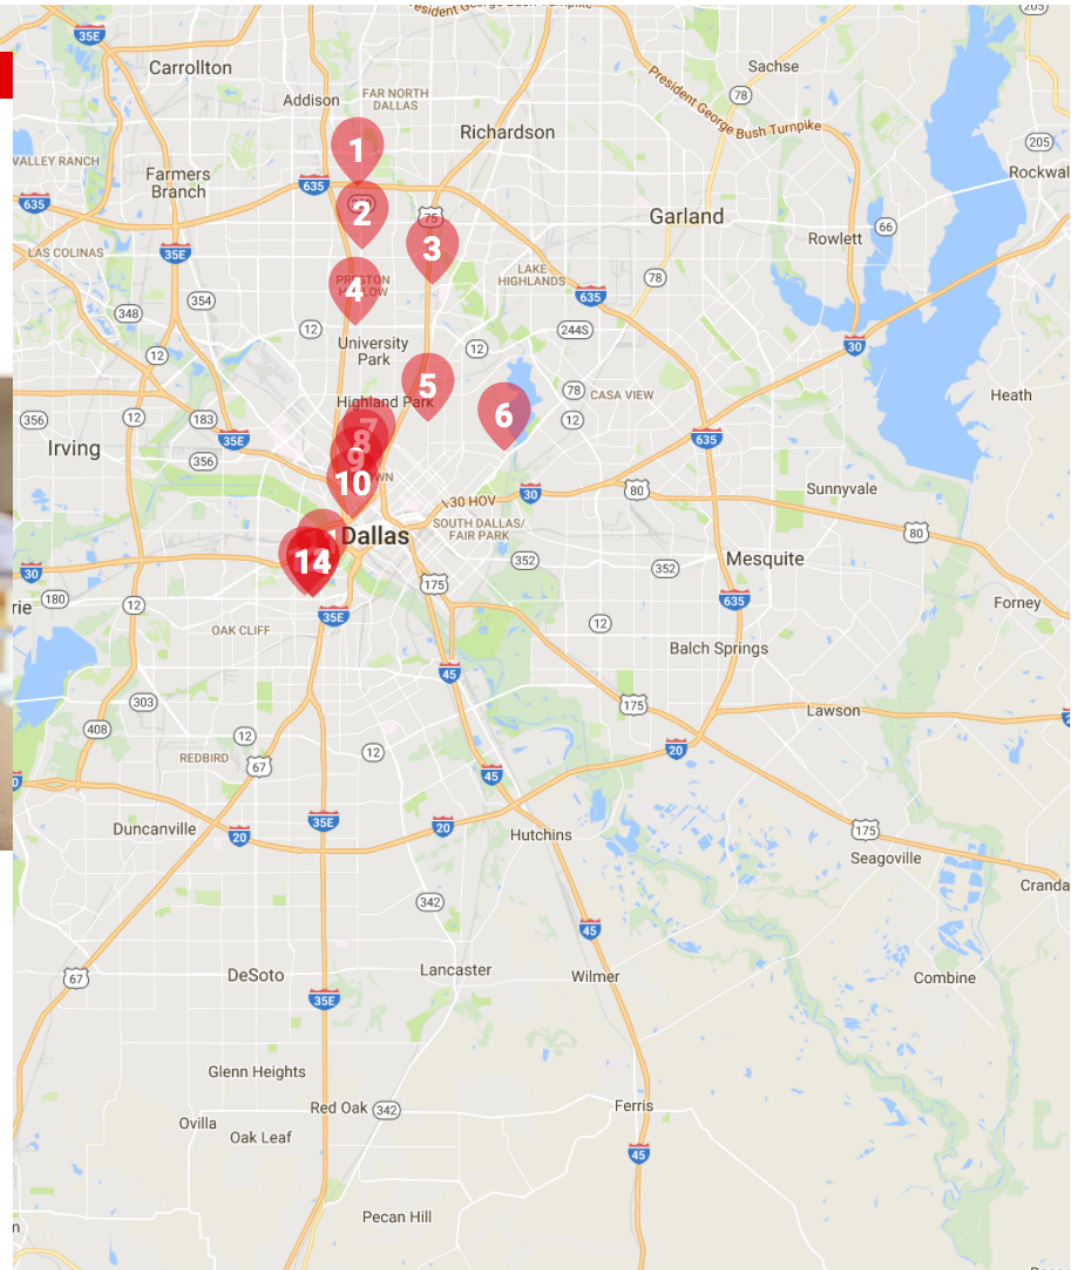 esident George Bush Turnpike
205
35E
Carrollton
Sachse
78
Addison
FAR NORTH
DALLAS
President George Bush Turnpike
Richardson
205
1
VALLEY RANCH
Farmers
Branch
635
Rockwal
635
2
75
Garland
66
Rowlett
LAS COLINAS
35E
3
LAKE
HIGHLANDS
78
4
635
354
348
12
244S
University
Park
12
12
30
5
78
CASA VIEW
Heath
Highland Park
6
356
12
183
12
7
35E
8
635
Irving
356
9
10
80
Sunnyvale
30
30 HOV
SOUTH DALLAS/
FAIR PARK
80
Dallas
14
352
352
Mesquite
30
175
180
12
635
Forney
rie
35E
12
OAK CLIFF
Balch Springs
45
303
175
Lawson
408
12
12
20
REDBIRD
67
45
Duncanville
20
35E
20
Hutchins
175
Seagoville
Cranda
342
45
67
DeSoto
Lancaster
Wilmer
Combine
35E
Glenn Heights
Red Oak
342
Ferris
Ovilla
Oak Leaf
45
Pecan Hill
n